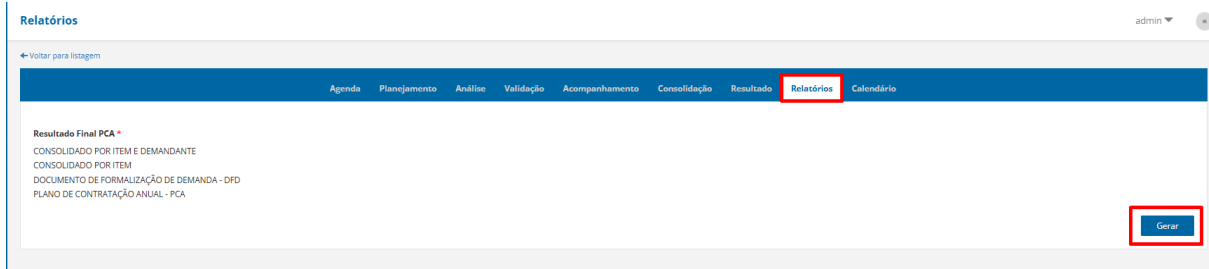 Relatórios
admin
Voltar para listagem
Agenda Planejamento Análise Validação Acompanhamento Consolidação Resultado Relatórios Calendário
Resultado Final PCA *
CONSOLIDADO POR ITEM E DEMANDANTE
CONSOLIDADO POR ITEM
DOCUMENTO DE FORMALIZAÇÃO DE DEMANDA - DFD
PLANO DE CONTRATAÇÃO ANUAL - PCA
Gerar